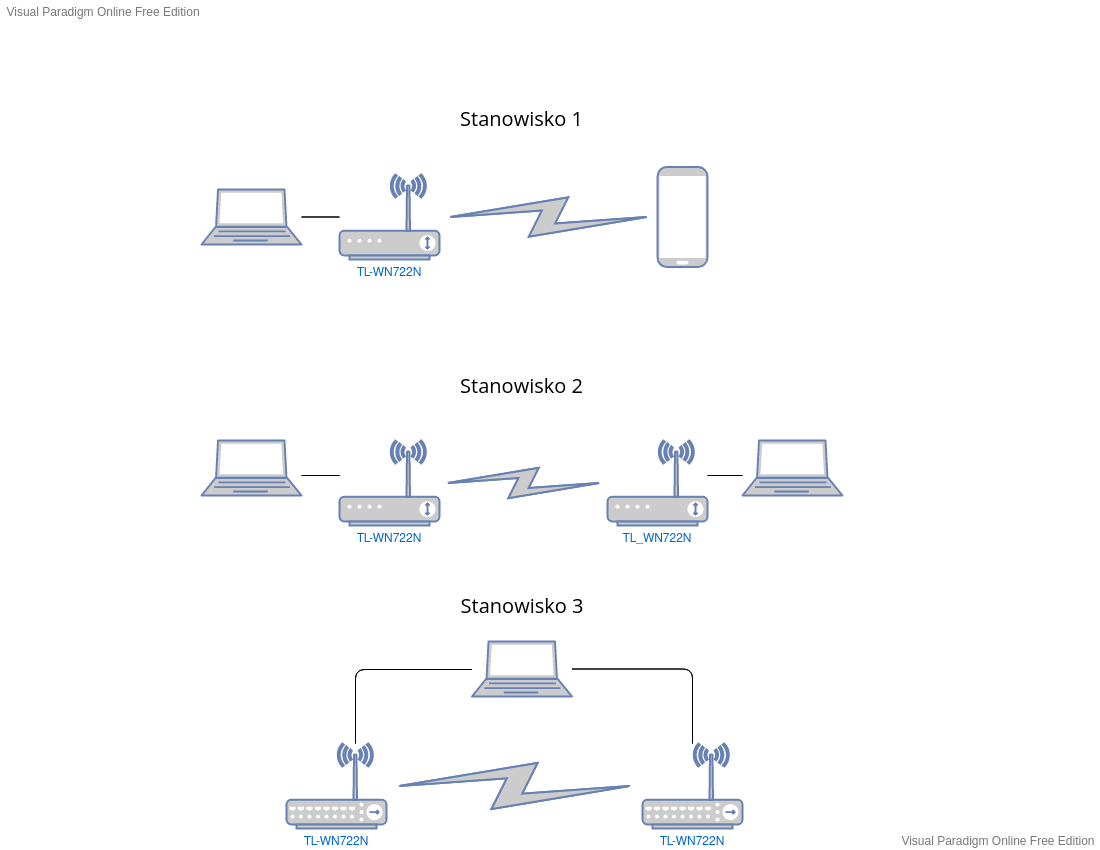 Visual Paradigm Online Free Edition
Stanowisko 1
TL-WN722N
Stanowisko 2
TL-WN722N
TL_WN722N
Stanowisko 3
TL-WN722N
TL-WN722N
Visual Paradigm Online Free Edition